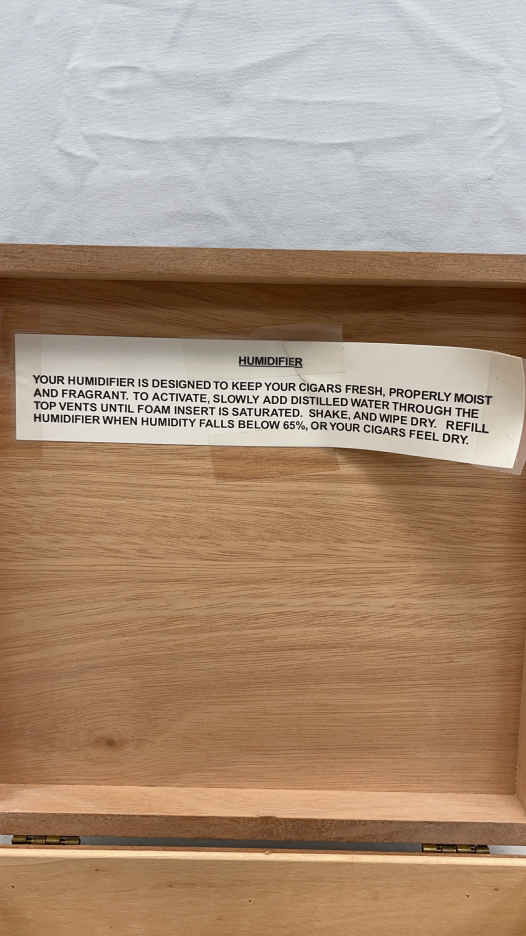 HUMIDIFIER
YOUR HUMIDIFIER IS DESIGNED TO KEEP YOUR CIGARS FRESH, PROPERLY MOIST
AND FRAGRANT. TO ACTIVATE, SLOWLY ADD DISTILLED WATER THROUGH THE
TOP VENTS UNTIL FOAM INSERT IS SATURATED. SHAKE, AND WIPE DRY. REFILL
HUMIDIFIER WHEN HUMIDITY FALLS BELOW 65%, OR YOUR CIGARS FEEL DRY.